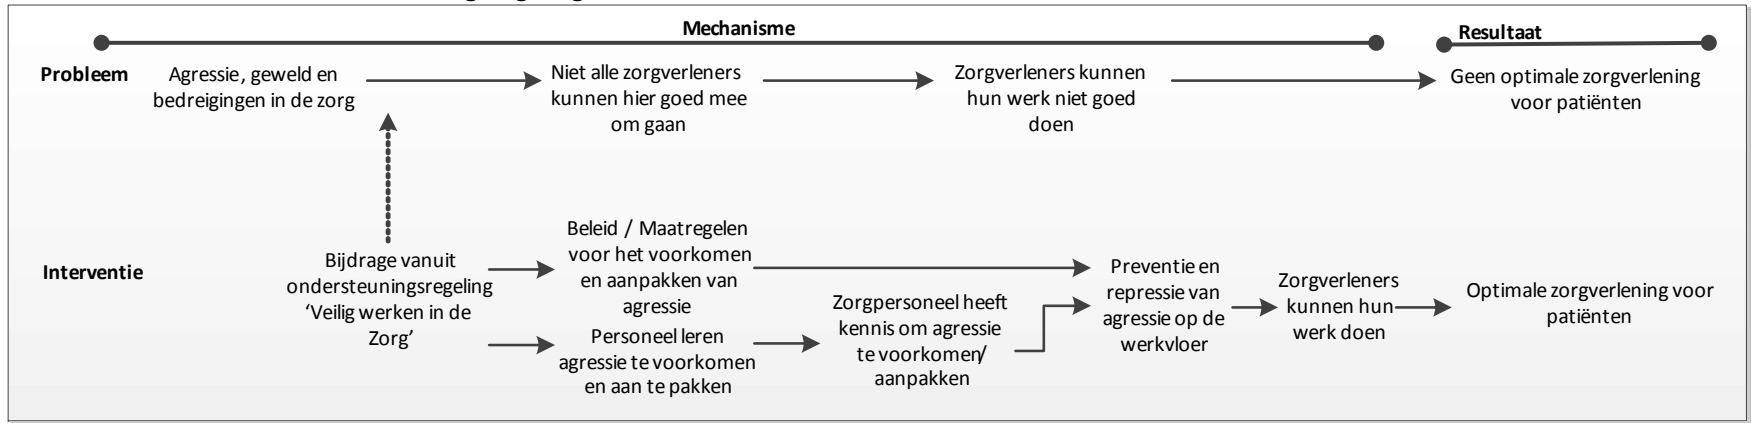 Mechanisme
Resultaat
Probleem
Agressie, geweld en
bedreigingen in de zorg
Niet alle zorgverleners
kunnen hier goed mee
om gaan
Zorgverleners kunnen
hun werk niet goed
doen
Geen optimale zorgverlening
voor patiënten
Interventie
Bijdrage vanuit
ondersteuningsregeling
‘Veilig werken in de
Zorg’
Beleid / Maatregelen
voor het voorkomen
en aanpakken van
agressie
Personeel leren
agressie te voorkomen
en aan te pakken
Zorgpersoneel heeft
kennis om agressie
te voorkomen/
aanpakken
Preventie en
repressie van
agressie op de
werkvloer
Zorgverleners
kunnen hun
werk doen
Optimale zorgverlening voor
patiënten